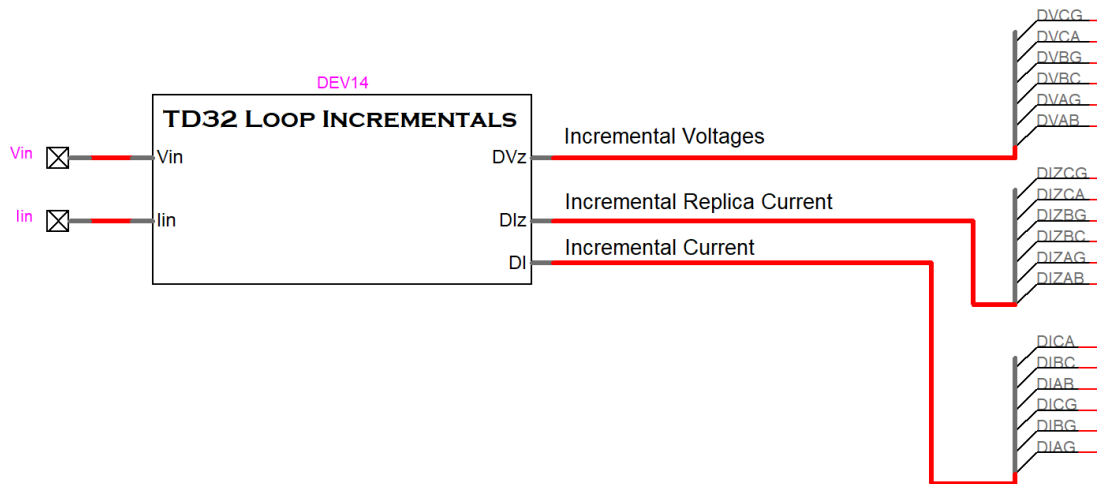 DEV14
TD32 LOOP INCREMENTALS
Vin
Vin
DVz
Incremental Voltages
Iin
Iin
DIz
Incremental Replica Current
DI
Incremental Current
DVCG
DVCA
DVBG
DVBC
DVAG
DVAB
DIZCG
DIZCA
DIZBG
DIZBC
DIZAG
DIZAB
DICA
DIBC
DIAB
DICG
DIBG
DIAG